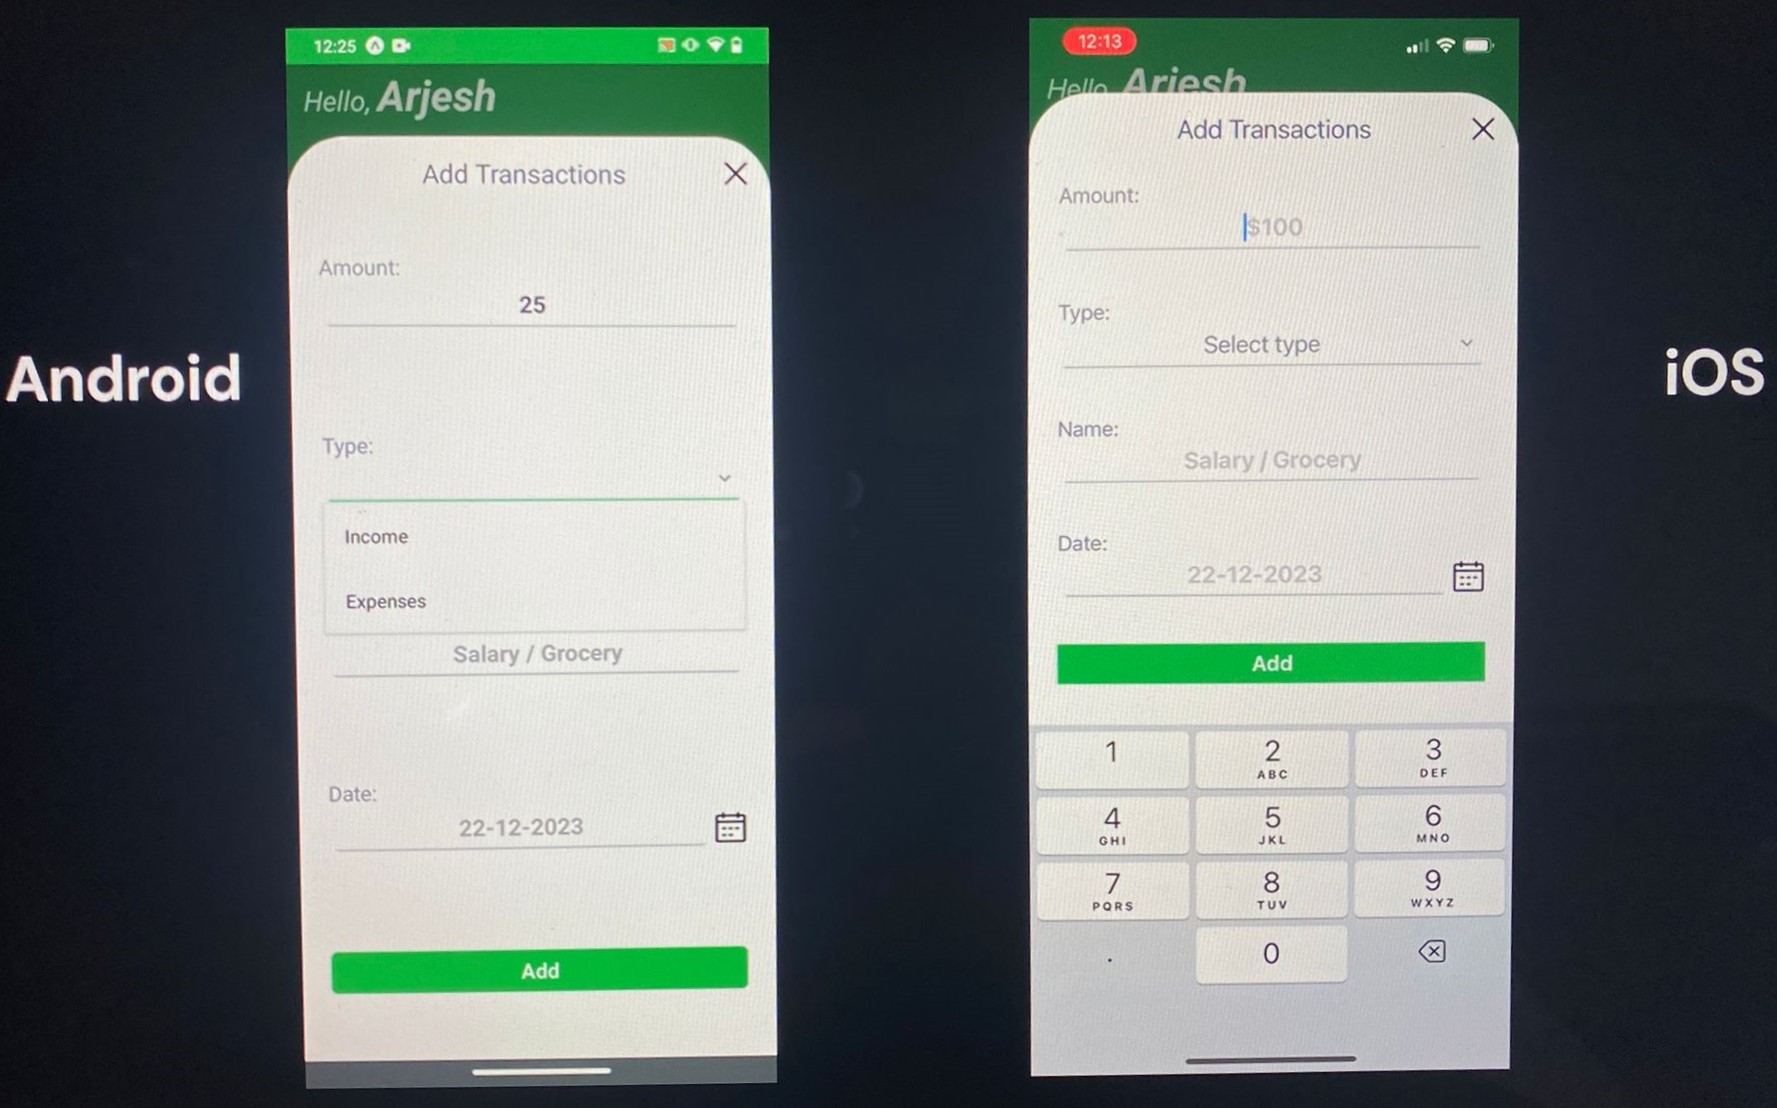 Android
12:25
Hello, Arjesh
Add Transactions
Amount:
25
Type:
Income
Expenses
Salary / Grocery
Date:
22-12-2023
Add
12:13
Hello, Arjesh
Add Transactions
Amount:
$100
Type:
Select type
Name:
Salary / Grocery
Date:
22-12-2023
Add
1
2
ABC
3
DEF
4
GHI
5
JKL
6
MNO
7
PQRS
8
TUV
9
WXYZ
.
0
iOS